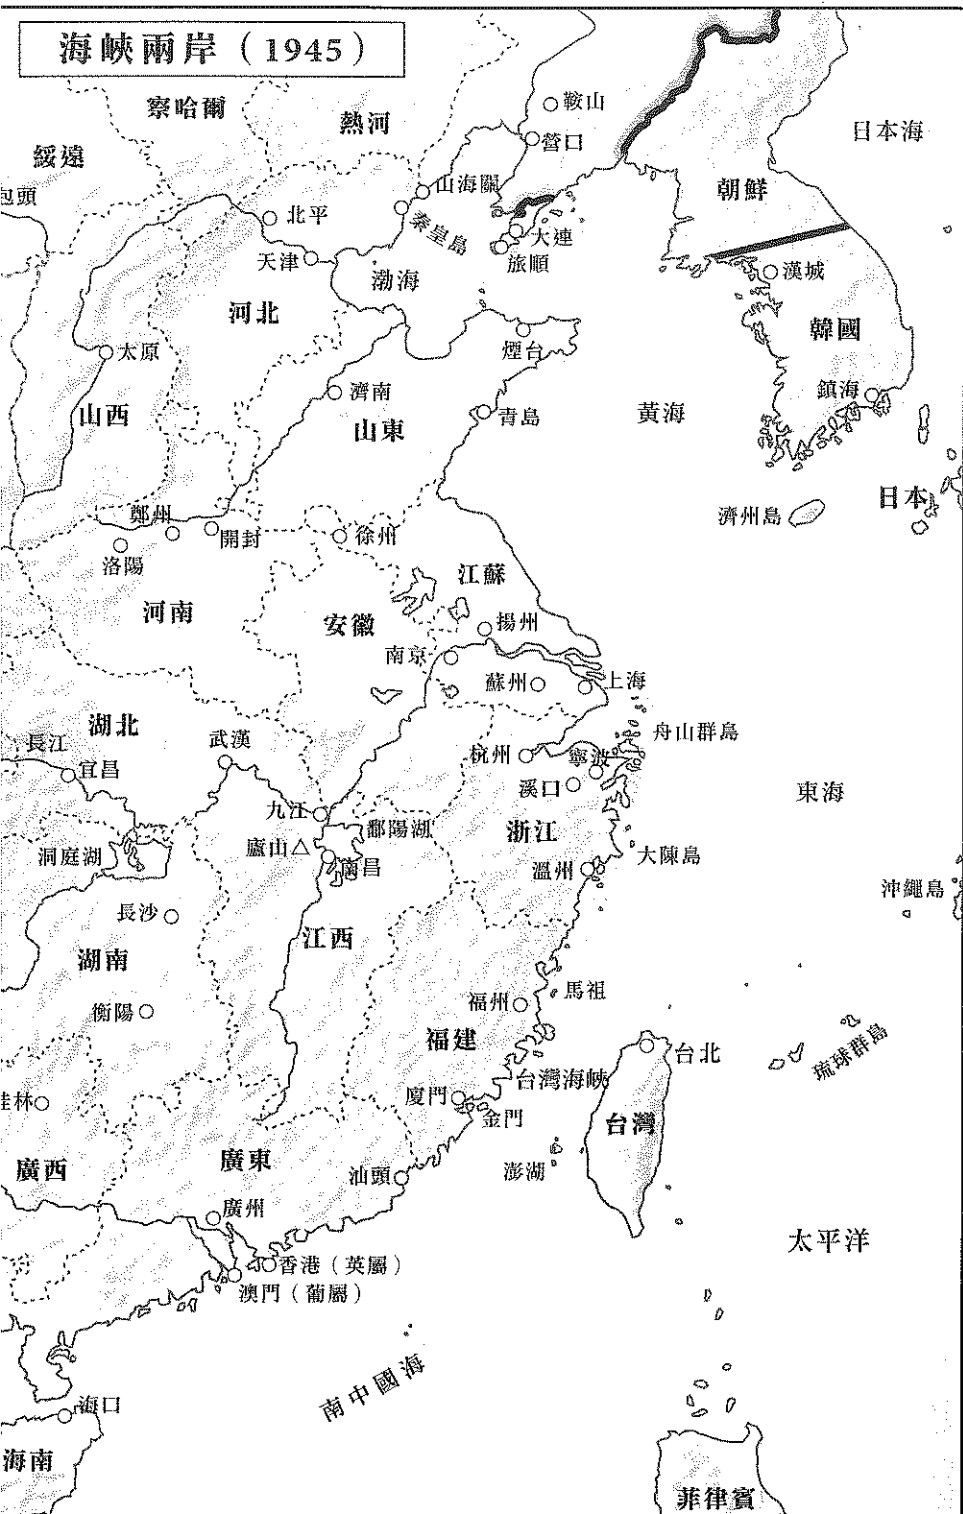 海峽兩岸（1945）
察哈爾
熱河
鞍山
營口
日本海
綏遠
包頭
山海關
朝鮮
北平
秦皇島
大連
旅順
天津
渤海
漢城
河北
韓國
太原
煙台
濟南
鎮海
山西
山東
青島
黃海
日本
鄭州
開封
徐州
濟州島
洛陽
江蘇
河南
安徽
揚州
南京
蘇州
上海
湖北
長江
武漢
舟山群島
宜昌
杭州
寧波
溪口
東海
九江
鄱陽湖
浙江
廬山△
南昌
洞庭湖
大陳島
溫州
沖繩島
長沙
江西
湖南
馬祖
福州
衡陽
福建
台北
琉球群島
台灣海峽
廈門
金門
桂林
台灣
廣西
廣東
汕頭
澎湖
廣州
太平洋
香港（英屬）
澳門（葡屬）
南中國海
海口
海南
菲律賓